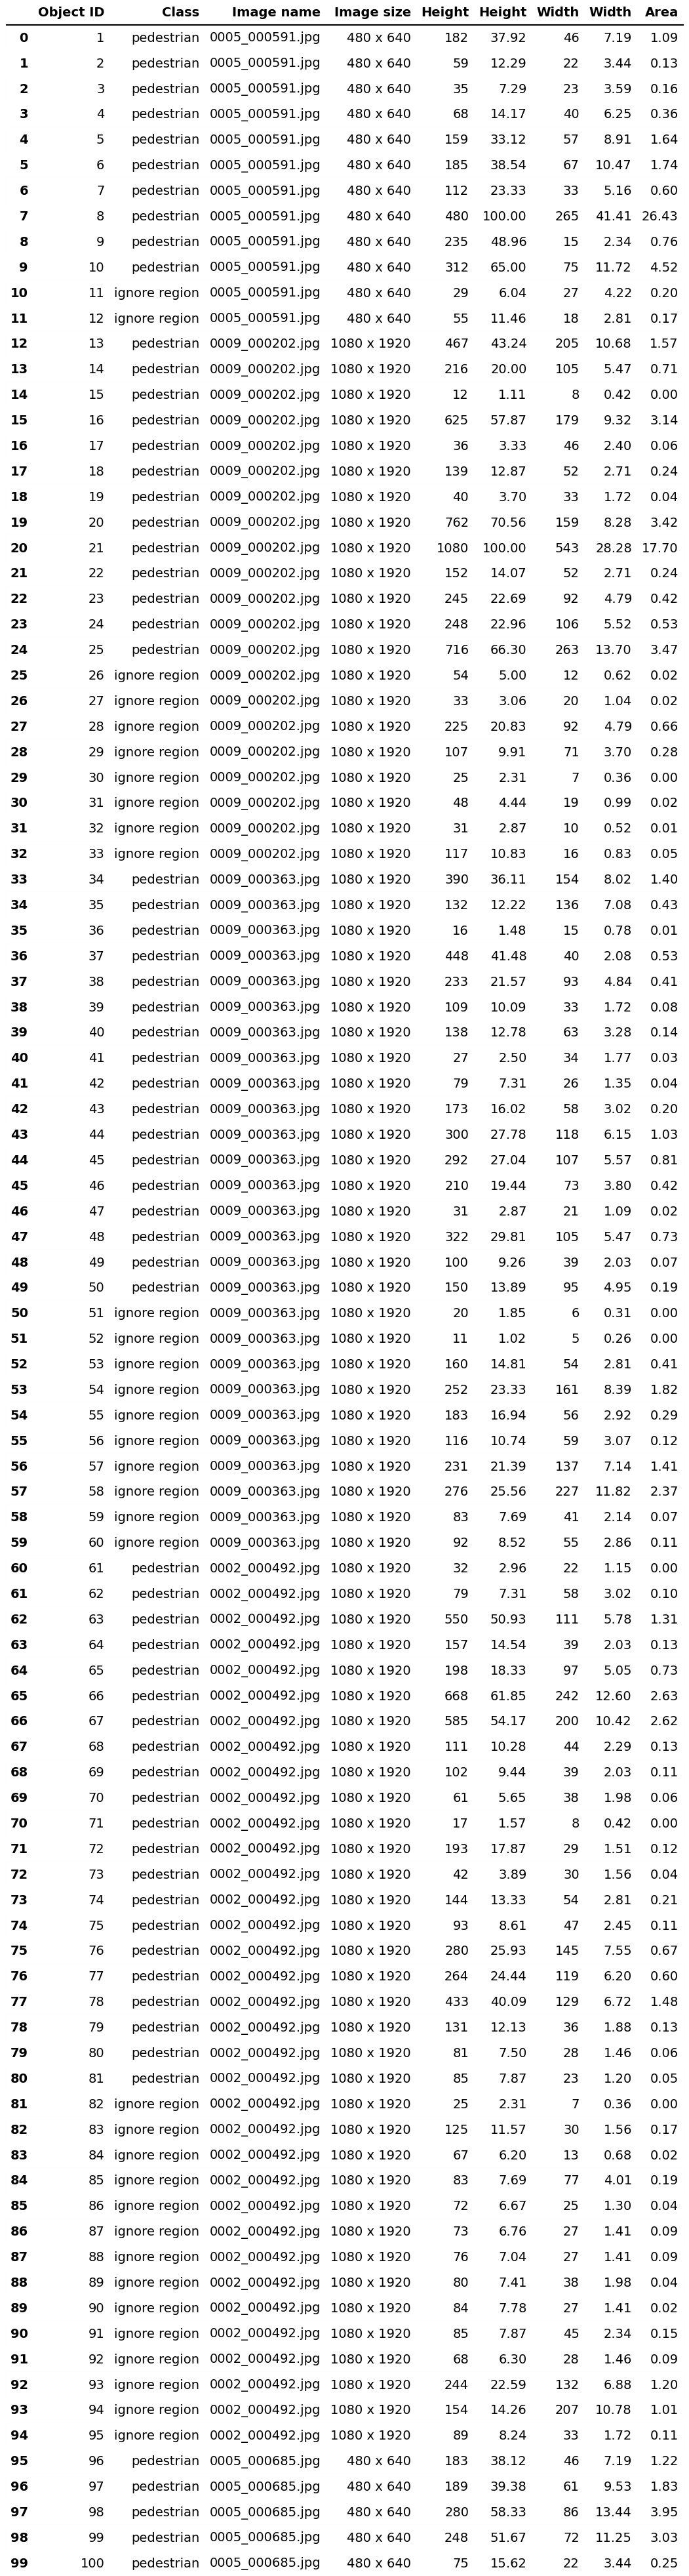 Object ID Class Image name Image size Height Height Width Width Area
0 1 pedestrian 0005_000591.jpg 480 x 640 182 37.92 46 7.19 1.09
1 2 pedestrian 0005_000591.jpg 480 x 640 59 12.29 22 3.44 0.13
2 3 pedestrian 0005_000591.jpg 480 x 640 35 7.29 23 3.59 0.16
3 4 pedestrian 0005_000591.jpg 480 x 640 68 14.17 40 6.25 0.36
4 5 pedestrian 0005_000591.jpg 480 x 640 159 33.12 57 8.91 1.64
5 6 pedestrian 0005_000591.jpg 480 x 640 185 38.54 67 10.47 1.74
6 7 pedestrian 0005_000591.jpg 480 x 640 112 23.33 33 5.16 0.60
7 8 pedestrian 0005_000591.jpg 480 x 640 480 100.00 265 41.41 26.43
8 9 pedestrian 0005_000591.jpg 480 x 640 235 48.96 15 2.34 0.76
9 10 pedestrian 0005_000591.jpg 480 x 640 312 65.00 75 11.72 4.52
10 11 ignore region 0005_000591.jpg 480 x 640 29 6.04 27 4.22 0.20
11 12 ignore region 0005_000591.jpg 480 x 640 55 11.46 18 2.81 0.17
12 13 pedestrian 0009_000202.jpg 1080 x 1920 467 43.24 205 10.68 1.57
13 14 pedestrian 0009_000202.jpg 1080 x 1920 216 20.00 105 5.47 0.71
14 15 pedestrian 0009_000202.jpg 1080 x 1920 12 1.11 8 0.42 0.00
15 16 pedestrian 0009_000202.jpg 1080 x 1920 625 57.87 179 9.32 3.14
16 17 pedestrian 0009_000202.jpg 1080 x 1920 36 3.33 46 2.40 0.06
17 18 pedestrian 0009_000202.jpg 1080 x 1920 139 12.87 52 2.71 0.24
18 19 pedestrian 0009_000202.jpg 1080 x 1920 40 3.70 33 1.72 0.04
19 20 pedestrian 0009_000202.jpg 1080 x 1920 762 70.56 159 8.28 3.42
20 21 pedestrian 0009_000202.jpg 1080 x 1920 1080 100.00 543 28.28 17.70
21 22 pedestrian 0009_000202.jpg 1080 x 1920 152 14.07 52 2.71 0.24
22 23 pedestrian 0009_000202.jpg 1080 x 1920 245 22.69 92 4.79 0.42
23 24 pedestrian 0009_000202.jpg 1080 x 1920 248 22.96 106 5.52 0.53
24 25 pedestrian 0009_000202.jpg 1080 x 1920 716 66.30 263 13.70 3.47
25 26 ignore region 0009_000202.jpg 1080 x 1920 54 5.00 12 0.62 0.02
26 27 ignore region 0009_000202.jpg 1080 x 1920 33 3.06 20 1.04 0.02
27 28 ignore region 0009_000202.jpg 1080 x 1920 225 20.83 92 4.79 0.66
28 29 ignore region 0009_000202.jpg 1080 x 1920 107 9.91 71 3.70 0.28
29 30 ignore region 0009_000202.jpg 1080 x 1920 25 2.31 7 0.36 0.00
30 31 ignore region 0009_000202.jpg 1080 x 1920 48 4.44 19 0.99 0.02
31 32 ignore region 0009_000202.jpg 1080 x 1920 31 2.87 10 0.52 0.01
32 33 ignore region 0009_000202.jpg 1080 x 1920 117 10.83 16 0.83 0.05
33 34 pedestrian 0009_000363.jpg 1080 x 1920 390 36.11 154 8.02 1.40
34 35 pedestrian 0009_000363.jpg 1080 x 1920 132 12.22 136 7.08 0.43
35 36 pedestrian 0009_000363.jpg 1080 x 1920 16 1.48 15 0.78 0.01
36 37 pedestrian 0009_000363.jpg 1080 x 1920 448 41.48 40 2.08 0.53
37 38 pedestrian 0009_000363.jpg 1080 x 1920 233 21.57 93 4.84 0.41
38 39 pedestrian 0009_000363.jpg 1080 x 1920 109 10.09 33 1.72 0.08
39 40 pedestrian 0009_000363.jpg 1080 x 1920 138 12.78 63 3.28 0.14
40 41 pedestrian 0009_000363.jpg 1080 x 1920 27 2.50 34 1.77 0.03
41 42 pedestrian 0009_000363.jpg 1080 x 1920 79 7.31 26 1.35 0.04
42 43 pedestrian 0009_000363.jpg 1080 x 1920 173 16.02 58 3.02 0.20
43 44 pedestrian 0009_000363.jpg 1080 x 1920 300 27.78 118 6.15 1.03
44 45 pedestrian 0009_000363.jpg 1080 x 1920 292 27.04 107 5.57 0.81
45 46 pedestrian 0009_000363.jpg 1080 x 1920 210 19.44 73 3.80 0.42
46 47 pedestrian 0009_000363.jpg 1080 x 1920 31 2.87 21 1.09 0.02
47 48 pedestrian 0009_000363.jpg 1080 x 1920 322 29.81 105 5.47 0.73
48 49 pedestrian 0009_000363.jpg 1080 x 1920 100 9.26 39 2.03 0.07
49 50 pedestrian 0009_000363.jpg 1080 x 1920 150 13.89 95 4.95 0.19
50 51 ignore region 0009_000363.jpg 1080 x 1920 20 1.85 6 0.31 0.00
51 52 ignore region 0009_000363.jpg 1080 x 1920 11 1.02 5 0.26 0.00
52 53 ignore region 0009_000363.jpg 1080 x 1920 160 14.81 54 2.81 0.41
53 54 ignore region 0009_000363.jpg 1080 x 1920 252 23.33 161 8.39 1.82
54 55 ignore region 0009_000363.jpg 1080 x 1920 183 16.94 56 2.92 0.29
55 56 ignore region 0009_000363.jpg 1080 x 1920 116 10.74 59 3.07 0.12
56 57 ignore region 0009_000363.jpg 1080 x 1920 231 21.39 137 7.14 1.41
57 58 ignore region 0009_000363.jpg 1080 x 1920 276 25.56 227 11.82 2.37
58 59 ignore region 0009_000363.jpg 1080 x 1920 83 7.69 41 2.14 0.07
59 60 ignore region 0009_000363.jpg 1080 x 1920 92 8.52 55 2.86 0.11
60 61 pedestrian 0002_000492.jpg 1080 x 1920 32 2.96 22 1.15 0.00
61 62 pedestrian 0002_000492.jpg 1080 x 1920 79 7.31 58 3.02 0.10
62 63 pedestrian 0002_000492.jpg 1080 x 1920 550 50.93 111 5.78 1.31
63 64 pedestrian 0002_000492.jpg 1080 x 1920 157 14.54 39 2.03 0.13
64 65 pedestrian 0002_000492.jpg 1080 x 1920 198 18.33 97 5.05 0.73
65 66 pedestrian 0002_000492.jpg 1080 x 1920 668 61.85 242 12.60 2.63
66 67 pedestrian 0002_000492.jpg 1080 x 1920 585 54.17 200 10.42 2.62
67 68 pedestrian 0002_000492.jpg 1080 x 1920 111 10.28 44 2.29 0.13
68 69 pedestrian 0002_000492.jpg 1080 x 1920 102 9.44 39 2.03 0.11
69 70 pedestrian 0002_000492.jpg 1080 x 1920 61 5.65 38 1.98 0.06
70 71 pedestrian 0002_000492.jpg 1080 x 1920 17 1.57 8 0.42 0.00
71 72 pedestrian 0002_000492.jpg 1080 x 1920 193 17.87 29 1.51 0.12
72 73 pedestrian 0002_000492.jpg 1080 x 1920 42 3.89 30 1.56 0.04
73 74 pedestrian 0002_000492.jpg 1080 x 1920 144 13.33 54 2.81 0.21
74 75 pedestrian 0002_000492.jpg 1080 x 1920 93 8.61 47 2.45 0.11
75 76 pedestrian 0002_000492.jpg 1080 x 1920 280 25.93 145 7.55 0.67
76 77 pedestrian 0002_000492.jpg 1080 x 1920 264 24.44 119 6.20 0.60
77 78 pedestrian 0002_000492.jpg 1080 x 1920 433 40.09 129 6.72 1.48
78 79 pedestrian 0002_000492.jpg 1080 x 1920 131 12.13 36 1.88 0.13
79 80 pedestrian 0002_000492.jpg 1080 x 1920 81 7.50 28 1.46 0.06
80 81 pedestrian 0002_000492.jpg 1080 x 1920 85 7.87 23 1.20 0.05
81 82 ignore region 0002_000492.jpg 1080 x 1920 25 2.31 7 0.36 0.00
82 83 ignore region 0002_000492.jpg 1080 x 1920 125 11.57 30 1.56 0.17
83 84 ignore region 0002_000492.jpg 1080 x 1920 67 6.20 13 0.68 0.02
84 85 ignore region 0002_000492.jpg 1080 x 1920 83 7.69 77 4.01 0.19
85 86 ignore region 0002_000492.jpg 1080 x 1920 72 6.67 25 1.30 0.04
86 87 ignore region 0002_000492.jpg 1080 x 1920 73 6.76 27 1.41 0.09
87 88 ignore region 0002_000492.jpg 1080 x 1920 76 7.04 27 1.41 0.09
88 89 ignore region 0002_000492.jpg 1080 x 1920 80 7.41 38 1.98 0.04
89 90 ignore region 0002_000492.jpg 1080 x 1920 84 7.78 27 1.41 0.02
90 91 ignore region 0002_000492.jpg 1080 x 1920 85 7.87 45 2.34 0.15
91 92 ignore region 0002_000492.jpg 1080 x 1920 68 6.30 28 1.46 0.09
92 93 ignore region 0002_000492.jpg 1080 x 1920 244 22.59 132 6.88 1.20
93 94 ignore region 0002_000492.jpg 1080 x 1920 154 14.26 207 10.78 1.01
94 95 ignore region 0002_000492.jpg 1080 x 1920 89 8.24 33 1.72 0.11
95 96 pedestrian 0005_000685.jpg 480 x 640 183 38.12 46 7.19 1.22
96 97 pedestrian 0005_000685.jpg 480 x 640 189 39.38 61 9.53 1.83
97 98 pedestrian 0005_000685.jpg 480 x 640 280 58.33 86 13.44 3.95
98 99 pedestrian 0005_000685.jpg 480 x 640 248 51.67 72 11.25 3.03
99 100 pedestrian 0005_000685.jpg 480 x 640 75 15.62 22 3.44 0.25